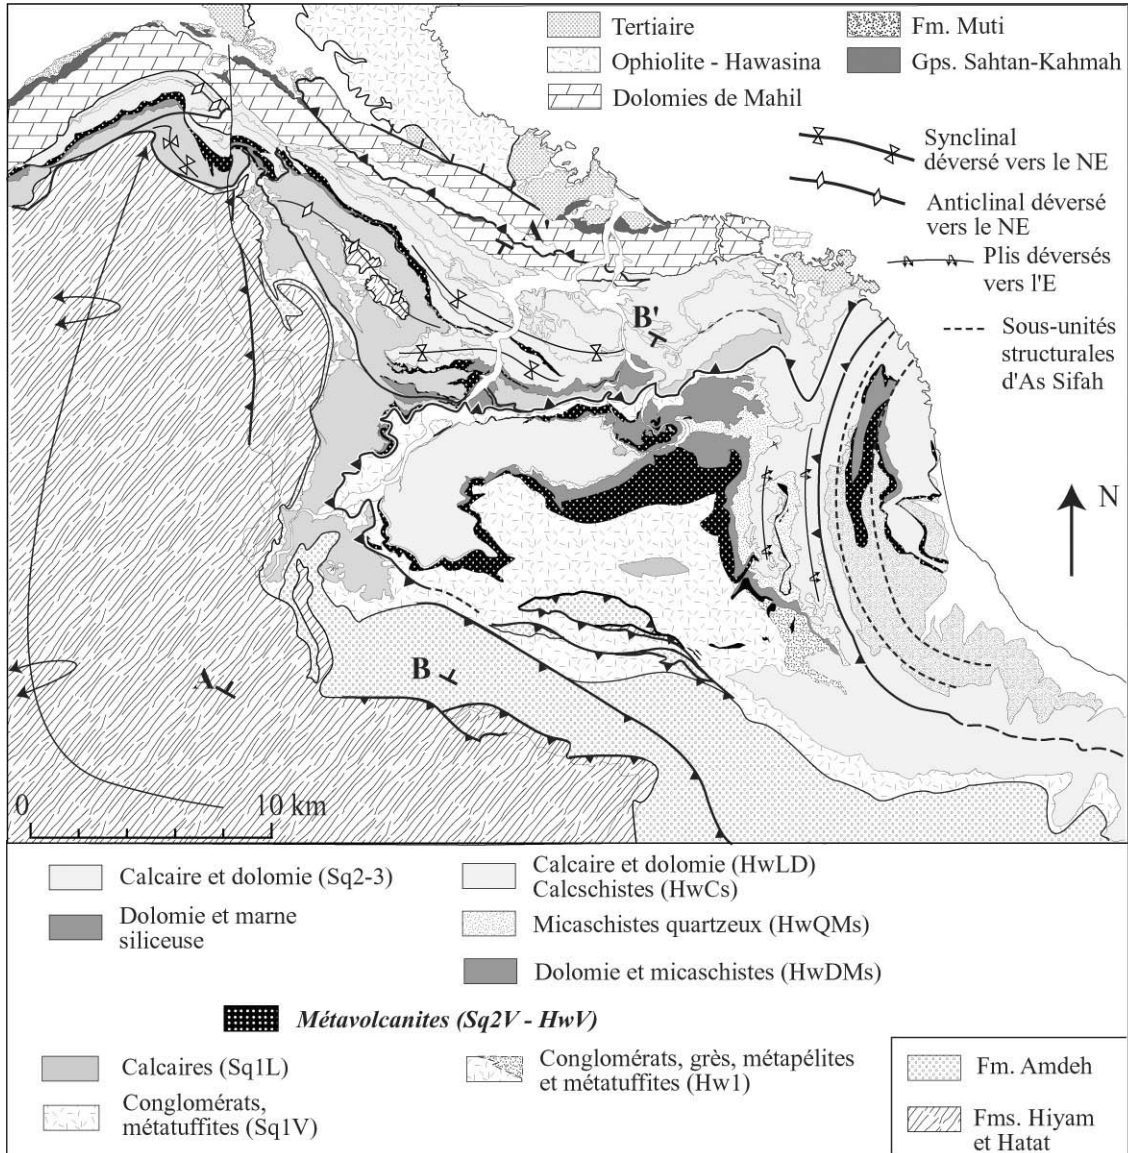 Tertiaire
Fm. Muti
Ophiolite - Hawasina
Gps. Sahtan-Kahmah
Dolomies de Mahil
Synclinal
déversé vers le NE
Anticlinal déversé
vers le NE
Plis déversés
vers l'E
Sous-unités
structurales
d'As Sifah
A'
B'
N
B
A
0
10 km
Calcaire et dolomie (Sq2-3)
Calcaire et dolomie (HwLD)
Calcschistes (HwCs)
Dolomie et marne
siliceuse
Micaschistes quartzeux (HwQMs)
Dolomie et micaschistes (HwDMs)
Métavolcanites (Sq2V - HwV)
Calcaires (Sq1L)
Conglomérats, grès, métapélites
et métatuffites (Hw1)
Conglomérats,
métatuffites (Sq1V)
Fm. Amdeh
Fms. Hiyam
et Hatat